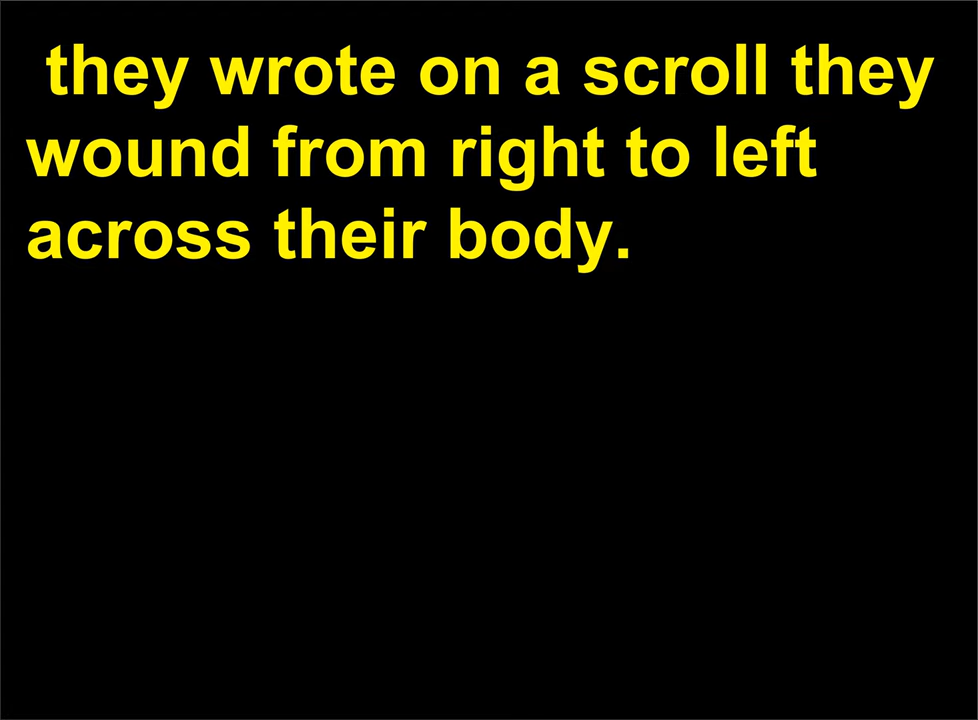 they wrote on a scroll they
wound from right to left
across their body.